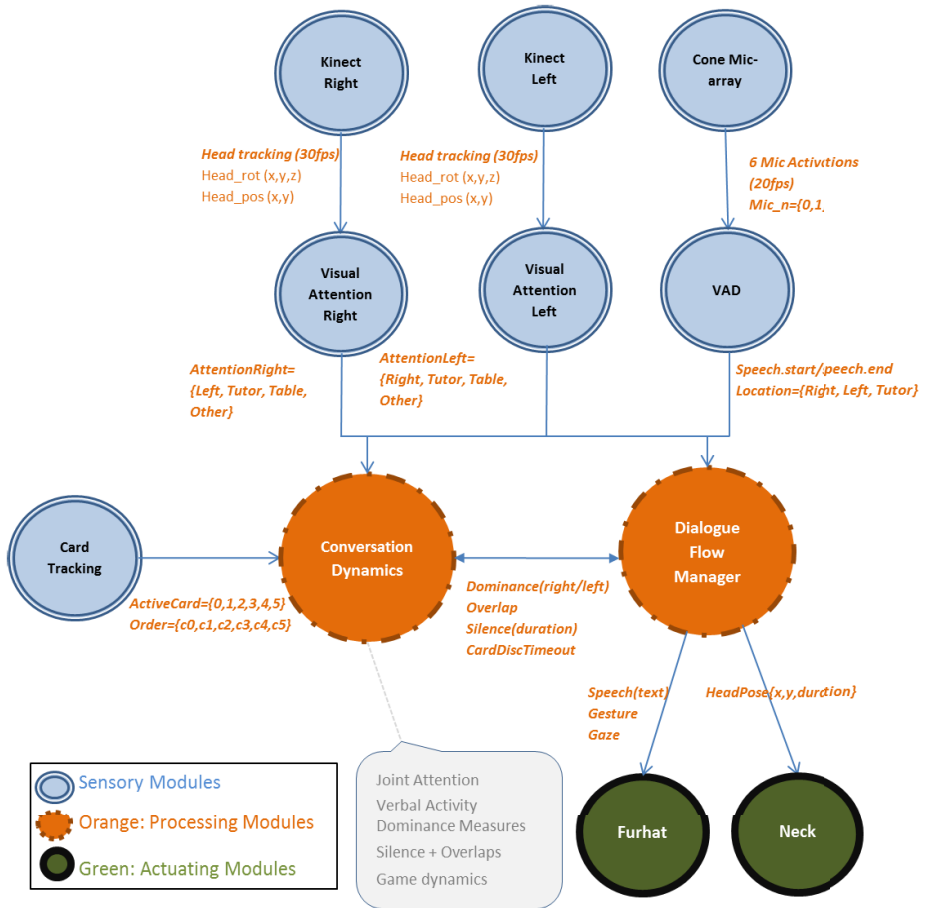 Kinect
Right
Kinect
Left
Cone Mic-
array
Head tracking (30fps)
Head_rot (x,y,z)
Head_pos (x,y)
Head tracking (30fps)
Head_rot (x,y,z)
Head_pos (x,y)
6 Mic Activ
(20fps)
Mic_n={0,1
Visual
Attention
Right
Visual
Attention
Left
VAD
AttentionRight=
{Left, Tutor, Table,
Other}
AttentionLeft=
{Right, Tutor, Table,
Other}
Speech.start/ peech.end
Location={Right, Left, Tutor}
Card
Tracking
Conversation
Dynamics
Dialogue
Flow
Manager
ActiveCard={0,1,2,3,4,5}
Order={c0,c1,c2,c3,c4,c5}
Dominance(right/left)
Overlap
Silence(duration)
CardDiscTimeout
Speech(text)
Gesture
Gaze
HeadPose{x,y,duration}
Joint Attention
Verbal Activity
Dominance Measures
Silence + Overlaps
Game dynamics
Furhat
Neck
Sensory Modules
Orange: Processing Modules
Green: Actuating Modules